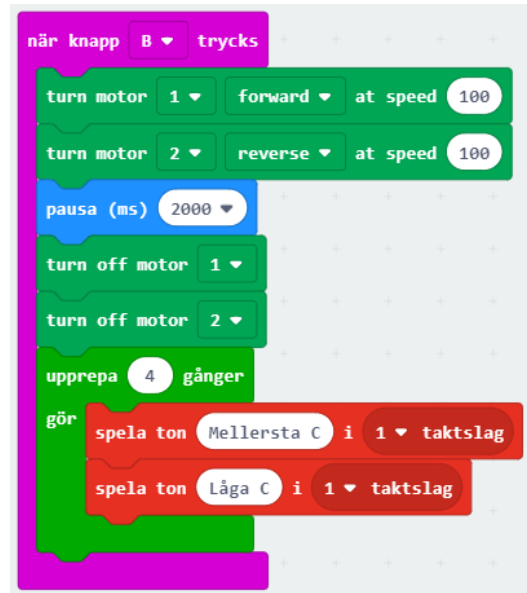 när knapp B trycks
turn motor 1 forward at speed 100
turn motor 2 reverse at speed 100
pausa (ms) 2000
turn off motor 1
turn off motor 2
upprepa 4 gånger
gör
spela ton Mellersta C i 1 taktslag
spela ton Låga C i 1 taktslag